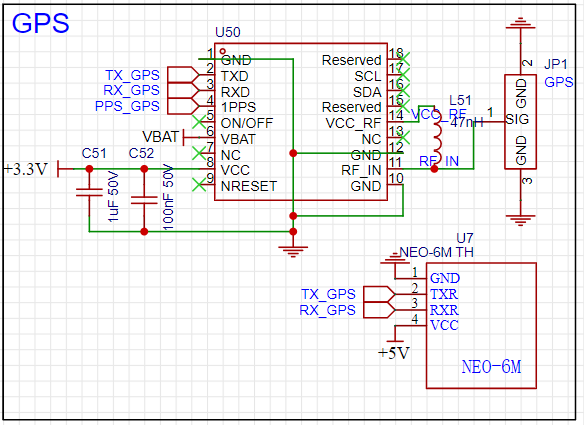 GPS
U50
1 GND
2 TXD
3 RXD
4 1PPS
5 ON/OFF
6 VBAT
7 NC
8 VCC
9 NRESET
TX_GPS
RX_GPS
PPS_GPS
VBAT
+3.3V
C51
1uF 50V
C52
100nF 50V
Reserved 18
SCL 17
SDA 16
Reserved 15
VCC_RF 14
NC 13
GND 12
RF_IN 11
GND 10
VCC_RF
L51
47nH
RF_IN
JP1
GPS
2
GND
1
SIG
GND
3
U7
NEO-6M TH
1 GND
2 TXR
3 RXR
4 VCC
TX_GPS
RX_GPS
+5V
NEO-6M